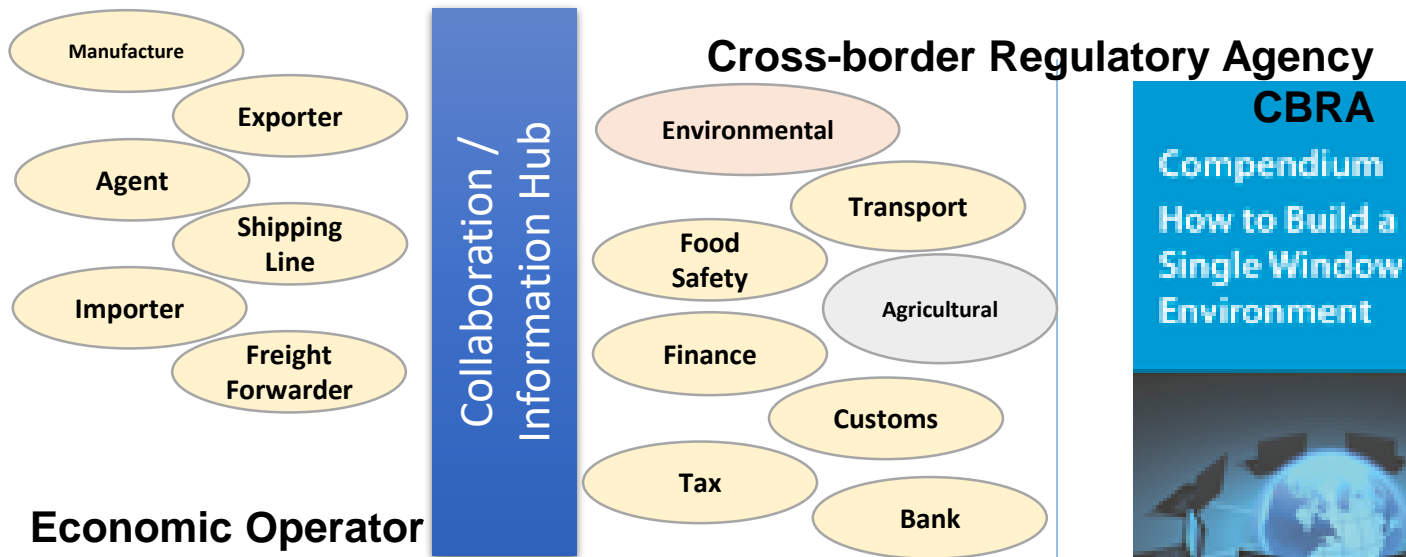 Manufacture
Exporter
Agent
Shipping
Line
Importer
Freight
Forwarder
Economic Operator
Collaboration /
Information Hub
Cross-border Regulatory Agency
CBRA
Environmental
Transport
Food
Safety
Agricultural
Finance
Customs
Tax
Bank
Compendium
How to Build a
Single Window
Environment